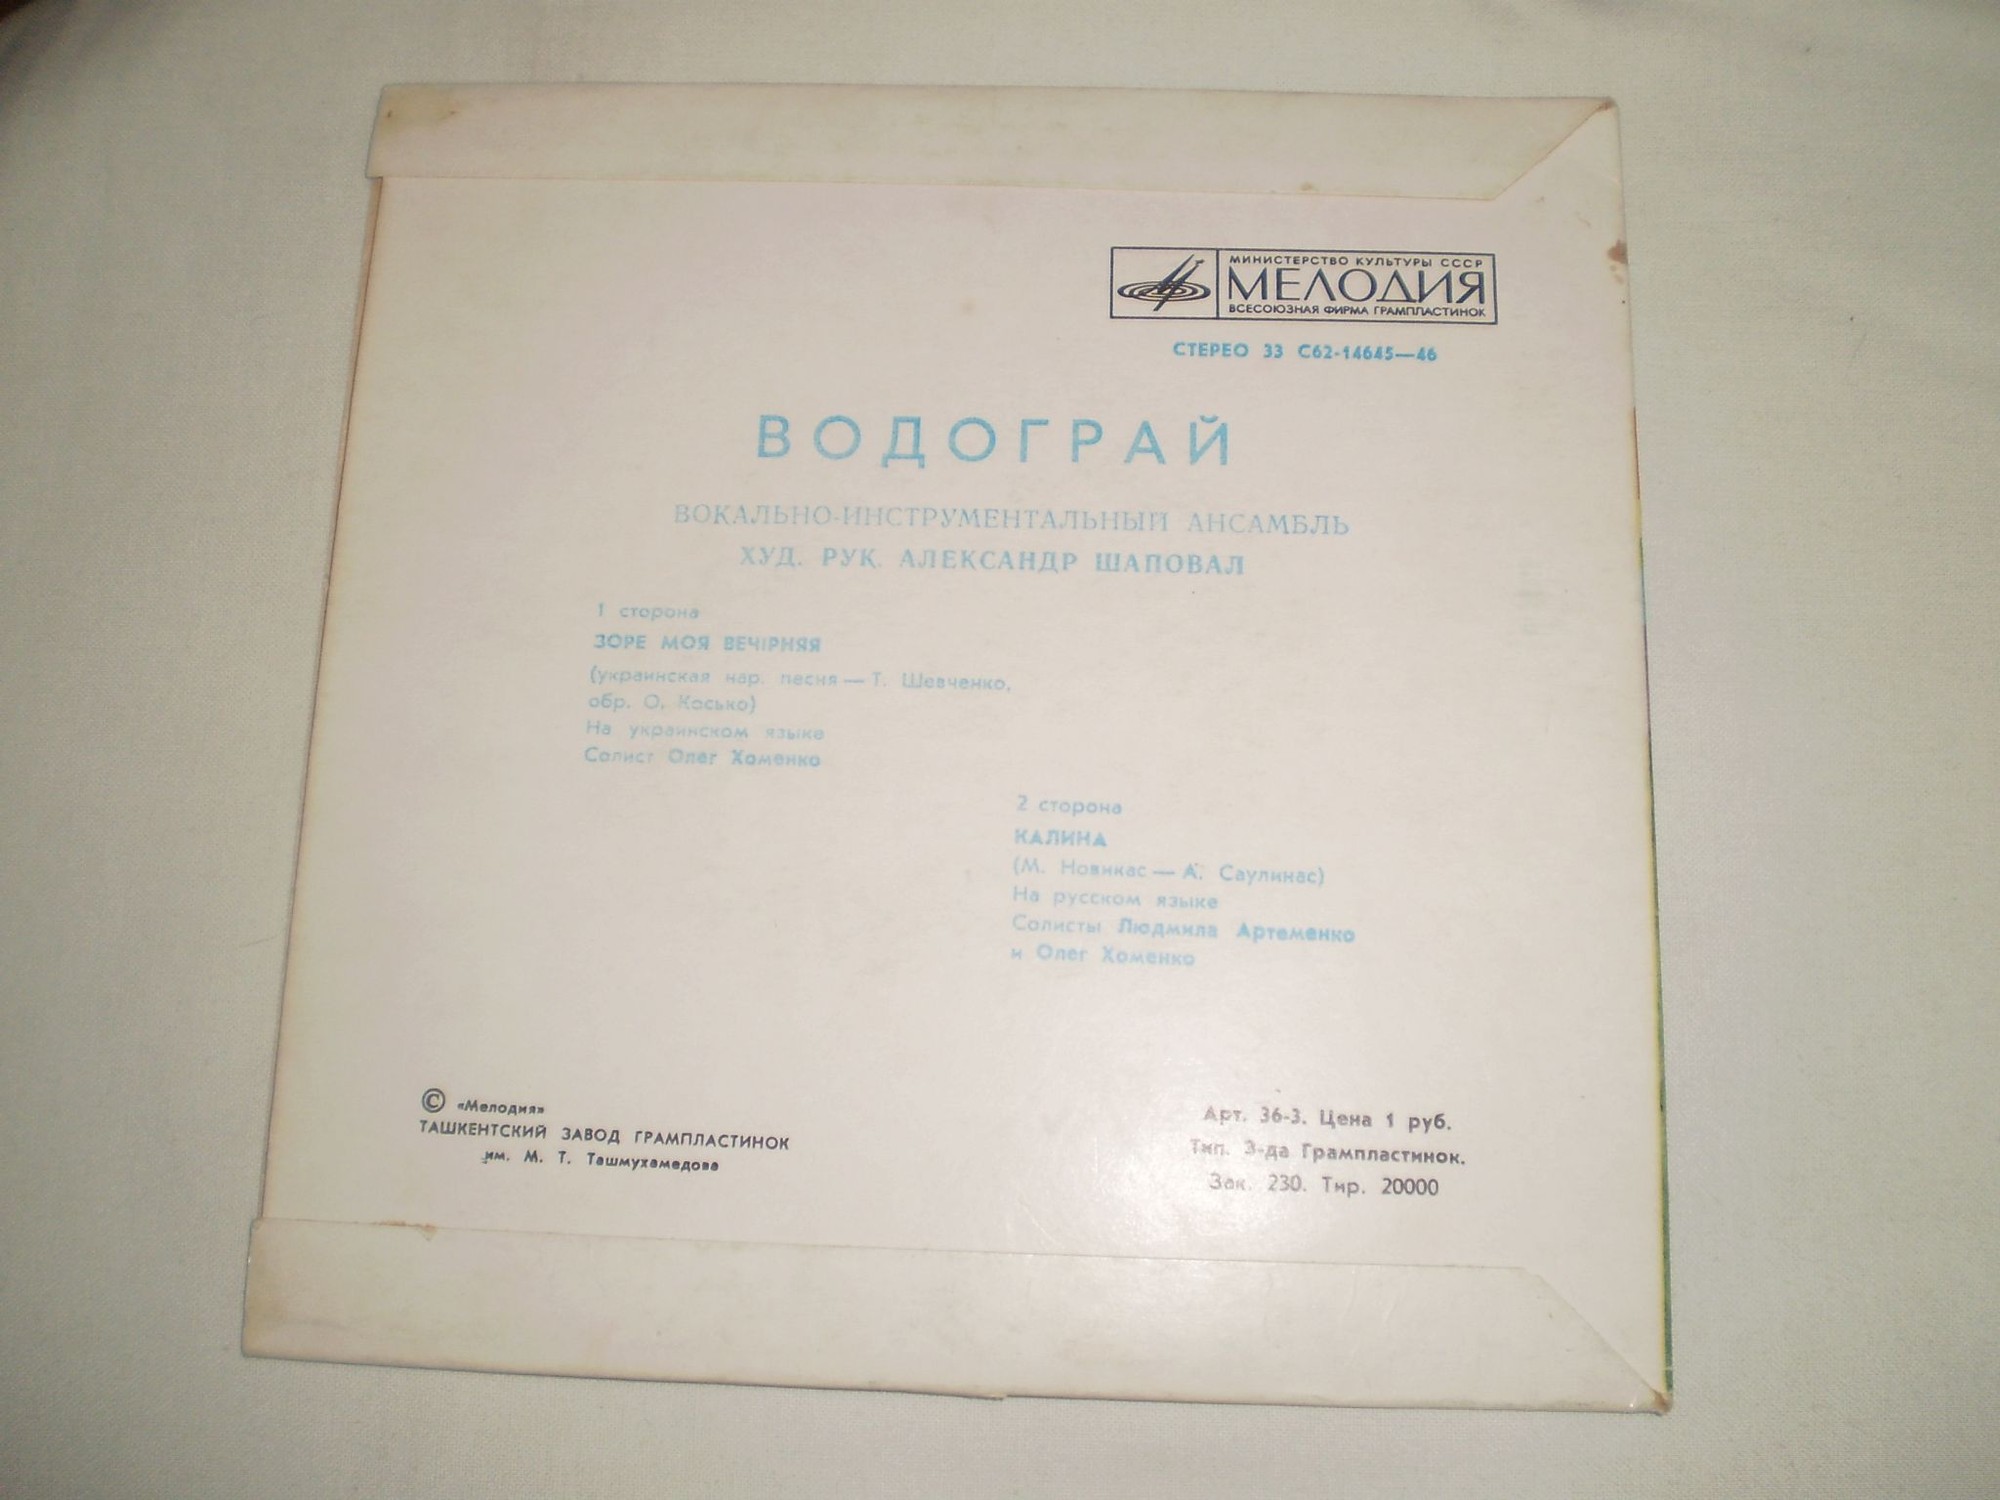 МИНИСТЕРСТВО КУЛЬТУРЫ СССР
МЕЛОДИЯ
ВСЕСОЮЗНАЯ ФИРМА ГРАМПЛАСТИНОК
СТЕРЕО 33 С62-14645—46
ВОДОГРАЙ
ВОКАЛЬНО-ИНСТРУМЕНТАЛЬНЫЙ АНСАМБЛЬ
ХУД. РУК. АЛЕКСАНДР ШАПОВАЛ
1 сторона
ЗОРЕ МОЯ ВЕЧІРНЯЯ
(украинская нар. песня — Т. Шевченко,
обр. О. Косько)
На украинском языке
Солист Олег Хоменко
2 сторона
КАЛИНА
(М. Новикас — А. Саулинас)
На русском языке
Солисты Людмила Артеменко
и Олег Хоменко
© «Мелодия»
ТАШКЕНТСКИЙ ЗАВОД ГРАМПЛАСТИНОК
им. М. Т. Ташмухамедова
Арт. 36-3. Цена 1 руб.
Тип. З-да Грампластинок.
Зак. 230. Тир. 20000